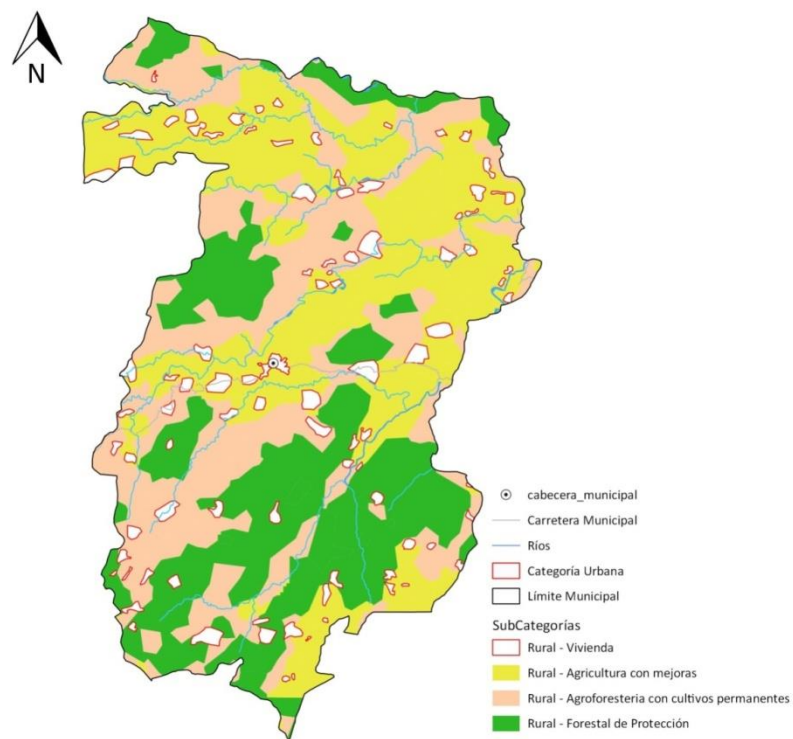 N
cabecera_municipal
Carretera Municipal
Ríos
Categoría Urbana
Límite Municipal
SubCategorías
Rural - Vivienda
Rural - Agricultura con mejoras
Rural - Agroforesteria con cultivos permanentes
Rural - Forestal de Protección